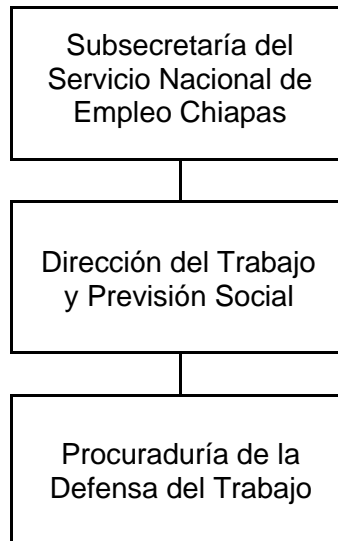 Subsecretaría del
Servicio Nacional de
Empleo Chiapas
Dirección del Trabajo
y Previsión Social
Procuraduría de la
Defensa del Trabajo